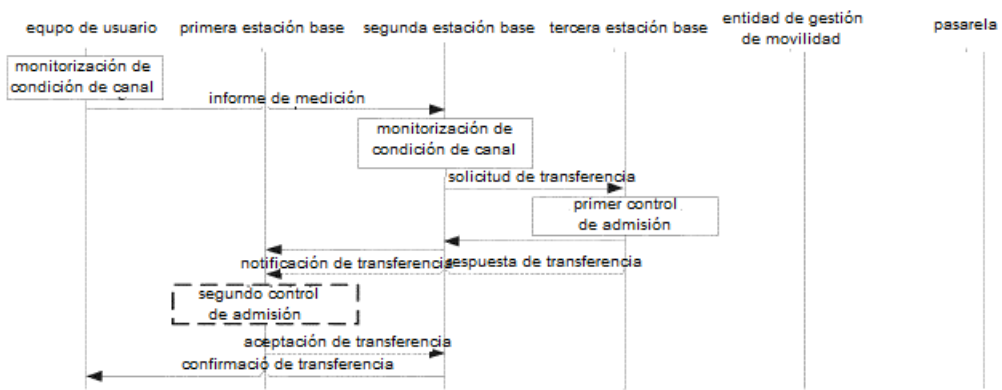 equpo de usuario
primera estación base
segunda estación base
tercera estación base
entidad de gestión
de movilidad
pasarela
monitorización de
condición de canal
informe de medición
monitorización de
condición de canal
solicitud de transferencia
primer control
de admisión
notificación de transferencia
respuesta de transferencia
segundo control
de admisión
aceptación de transferencia
confirmació de transferencia